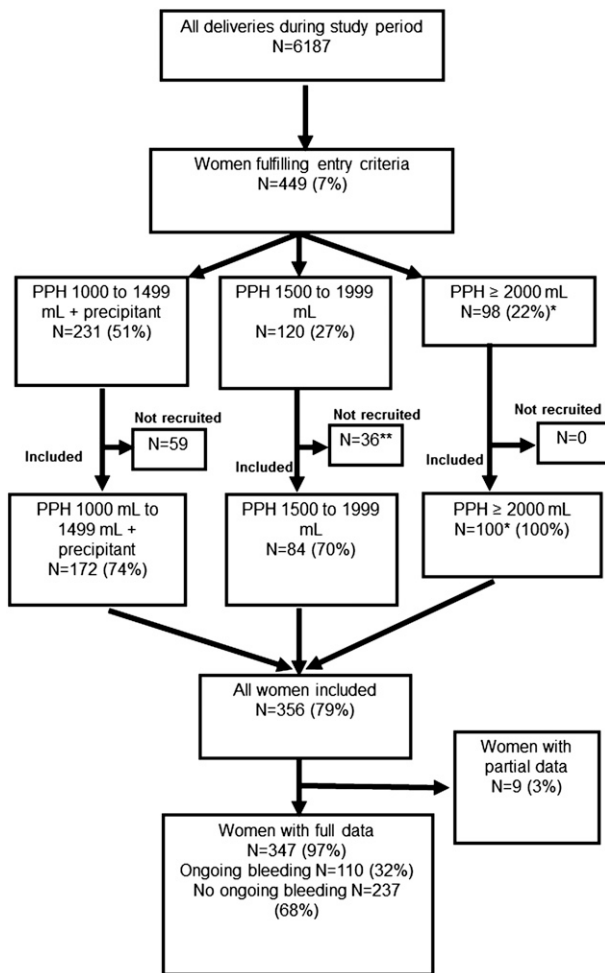 All deliveries during study period
N=6187
Women fulfilling entry criteria
N=449 (7%)
PPH 1000 to 1499
mL + precipitant
N=231 (51%)
PPH 1500 to 1999
mL
N=120 (27%)
PPH ≥ 2000 mL
N=98 (22%)*
Not recruited
N=59
Included
Not recruited
N=36**
Included
Not recruited
N=0
Included
PPH 1000 mL to
1499 mL +
precipitant
N=172 (74%)
PPH 1500 to 1999
mL
N=84 (70%)
PPH ≥ 2000 mL
N=100* (100%)
All women included
N=356 (79%)
Women with
partial data
N=9 (3%)
Women with full data
N=347 (97%)
Ongoing bleeding N=110 (32%)
No ongoing bleeding N=237
(68%)